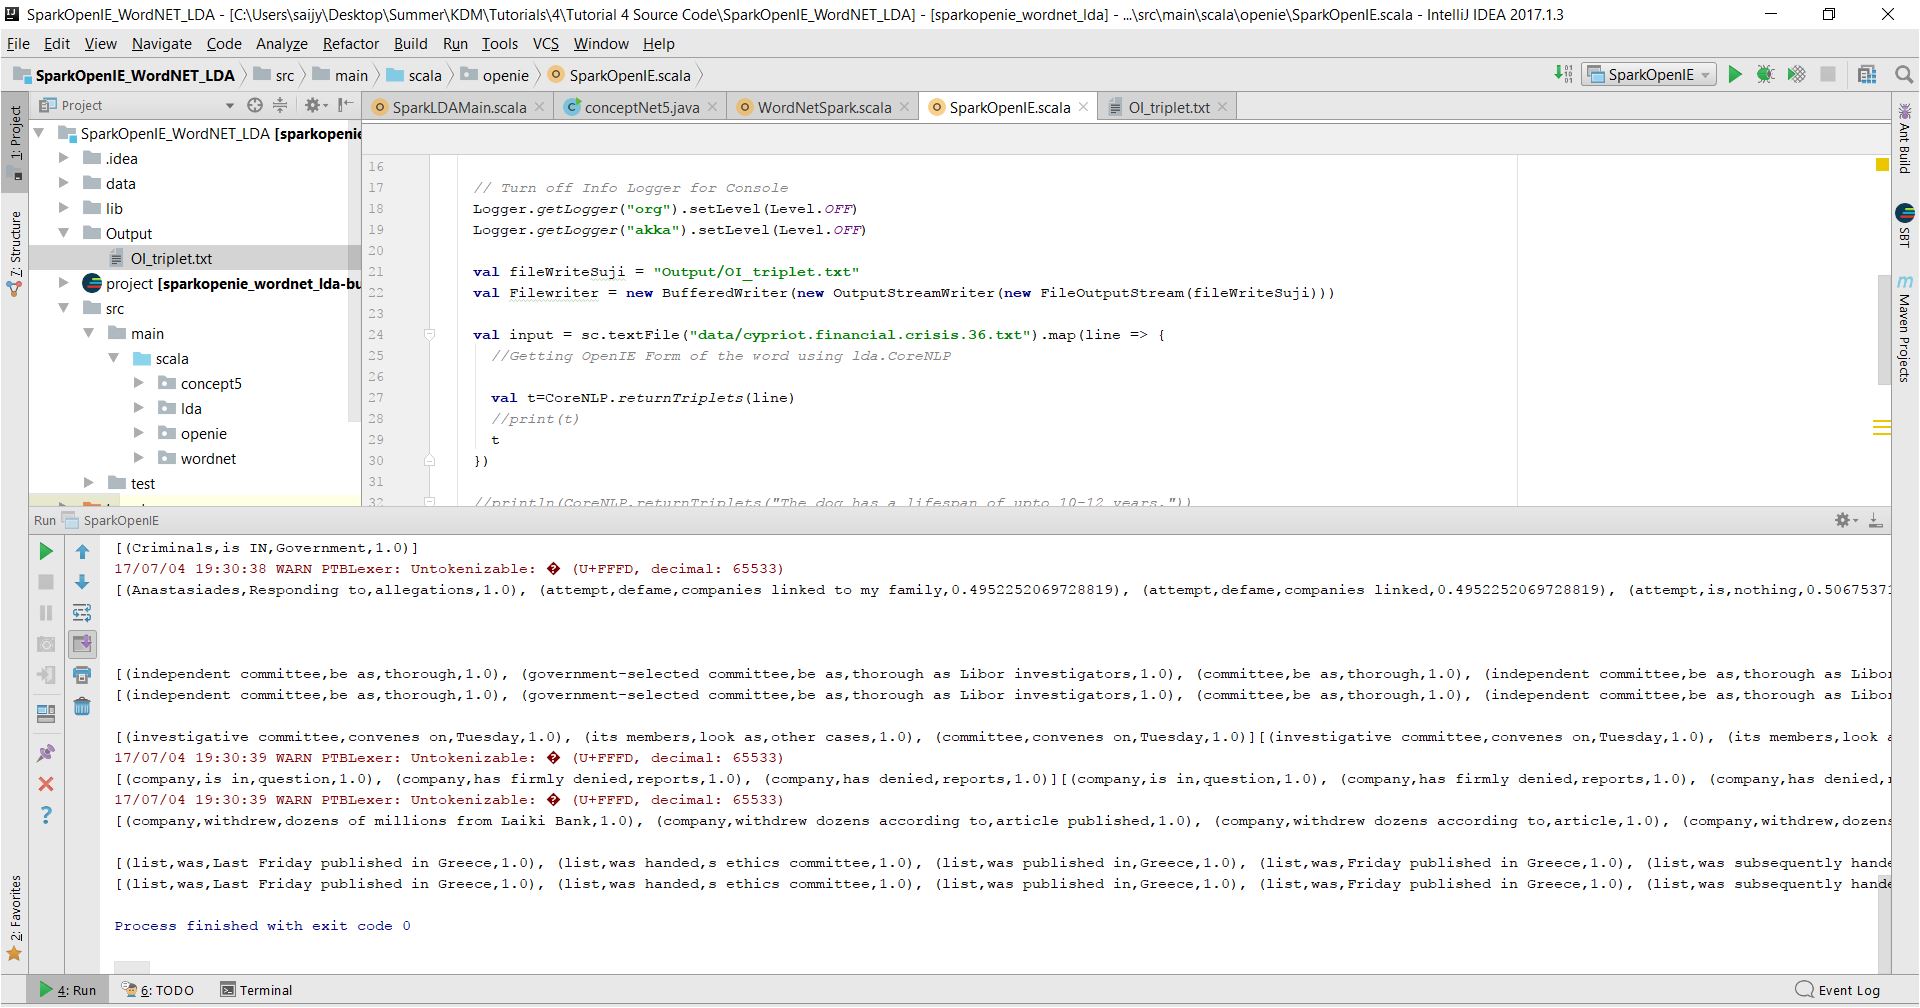 SparkOpenIE_WordNET_LDA - [C:\Users\saijy\Desktop\Summer\KDM\Tutorials\4\Tutorial 4 Source Code\SparkOpenIE_WordNET_LDA] - [sparkopenie_wordnet_lda] - ...\src\main\scala\openie\SparkOpenIE.scala - IntelliJ IDEA 2017.1.3
File Edit View Navigate Code Analyze Refactor Build Run Tools VCS Window Help
SparkOpenIE_WordNET_LDA src main scala openie SparkOpenIE.scala SparkOpenIE
Project
SparkLDAMain.scala conceptNet5.java WordNetSpark.scala SparkOpenIE.scala OI_triplet.txt
1: Project
7: Structure
2: Favorites
SparkOpenIE_WordNET_LDA [sparkopenie
.idea
data
lib
Output
OI_triplet.txt
project [sparkopenie_wordnet_lda-bu
src
main
scala
concept5
lda
openie
wordnet
test
16
17 // Turn off Info Logger for Console
18 Logger.getLogger("org").setLevel(Level.OFF)
19 Logger.getLogger("akka").setLevel(Level.OFF)
20
21 val fileWriteSuji = "Output/OI_triplet.txt"
22 val Filewriter = new BufferedWriter(new OutputStreamWriter(new FileOutputStream(fileWriteSuji)))
23
24 val input = sc.textFile("data/cypriot.financial.crisis.36.txt").map(line => {
25 //Getting OpenIE Form of the word using lda.CoreNLP
26
27 val t=CoreNLP.returnTriplets(line)
28 //print(t)
29 t
30 })
31
32 //println(CoreNLP.returnTriplets("The dog has a lifespan of upto 10-12 years."))
Ant Build
SBT
Maven Projects
Run SparkOpenIE
[(Criminals,is IN,Government,1.0)]
17/07/04 19:30:38 WARN PTBLexer: Untokenizable: � (U+FFFD, decimal: 65533)
[(Anastasiades,Responding to,allegations,1.0), (attempt,defame,companies linked to my family,0.4952252069728819), (attempt,defame,companies linked,0.4952252069728819), (attempt,is,nothing,0.50675371
[(independent committee,be as,thorough,1.0), (government-selected committee,be as,thorough as Libor investigators,1.0), (committee,be as,thorough,1.0), (independent committee,be as,thorough as Libor
[(independent committee,be as,thorough,1.0), (government-selected committee,be as,thorough as Libor investigators,1.0), (committee,be as,thorough,1.0), (independent committee,be as,thorough as Libor
[(investigative committee,convenes on,Tuesday,1.0), (its members,look as,other cases,1.0), (committee,convenes on,Tuesday,1.0)][(investigative committee,convenes on,Tuesday,1.0), (its members,look a
17/07/04 19:30:39 WARN PTBLexer: Untokenizable: � (U+FFFD, decimal: 65533)
[(company,is in,question,1.0), (company,has firmly denied,reports,1.0), (company,has denied,reports,1.0)][(company,is in,question,1.0), (company,has firmly denied,reports,1.0), (company,has denied,r
17/07/04 19:30:39 WARN PTBLexer: Untokenizable: � (U+FFFD, decimal: 65533)
[(company,withdrew,dozens of millions from Laiki Bank,1.0), (company,withdrew dozens according to,article published,1.0), (company,withdrew dozens according to,article,1.0), (company,withdrew,dozens
[(list,was,Last Friday published in Greece,1.0), (list,was handed,s ethics committee,1.0), (list,was published in,Greece,1.0), (list,was,Friday published in Greece,1.0), (list,was subsequently hande
[(list,was,Last Friday published in Greece,1.0), (list,was handed,s ethics committee,1.0), (list,was published in,Greece,1.0), (list,was,Friday published in Greece,1.0), (list,was subsequently hande
Process finished with exit code 0
4: Run 6: TODO Terminal Event Log